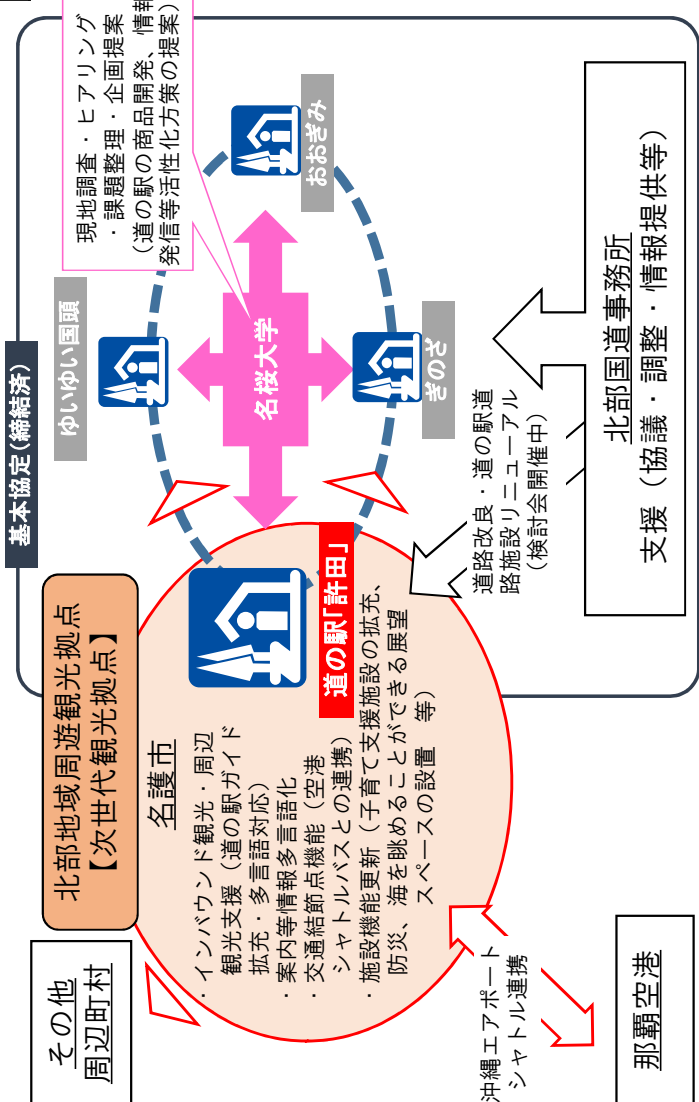 基本協定(締結済)
北部地域周遊観光拠点
【次世代観光拠点】
その他
周辺町村
名護市
・インバウンド観光・周辺
観光支援（道の駅ガイド
拡充・多言語対応）
・案内等情報多言語化
・交通結節点機能（空港
シャトルバスとの連携）
・施設機能更新（子育て支援施設の拡充、
防災、海を眺めることができる展望
スペースの設置　等）
道の駅「許田」
ゆいゆい国頭
おおぎみ
ぎのざ
名桜大学
現地調査・ヒアリング
・課題整理・企画提案
（道の駅の商品開発、情報
発信等活性化方策の提案）
道路改良・道の駅道
路施設リニューアル
（検討会開催中）
北部国道事務所
支援（協議・調整・情報提供等）
沖縄エアポート
シャトル連携
那覇空港